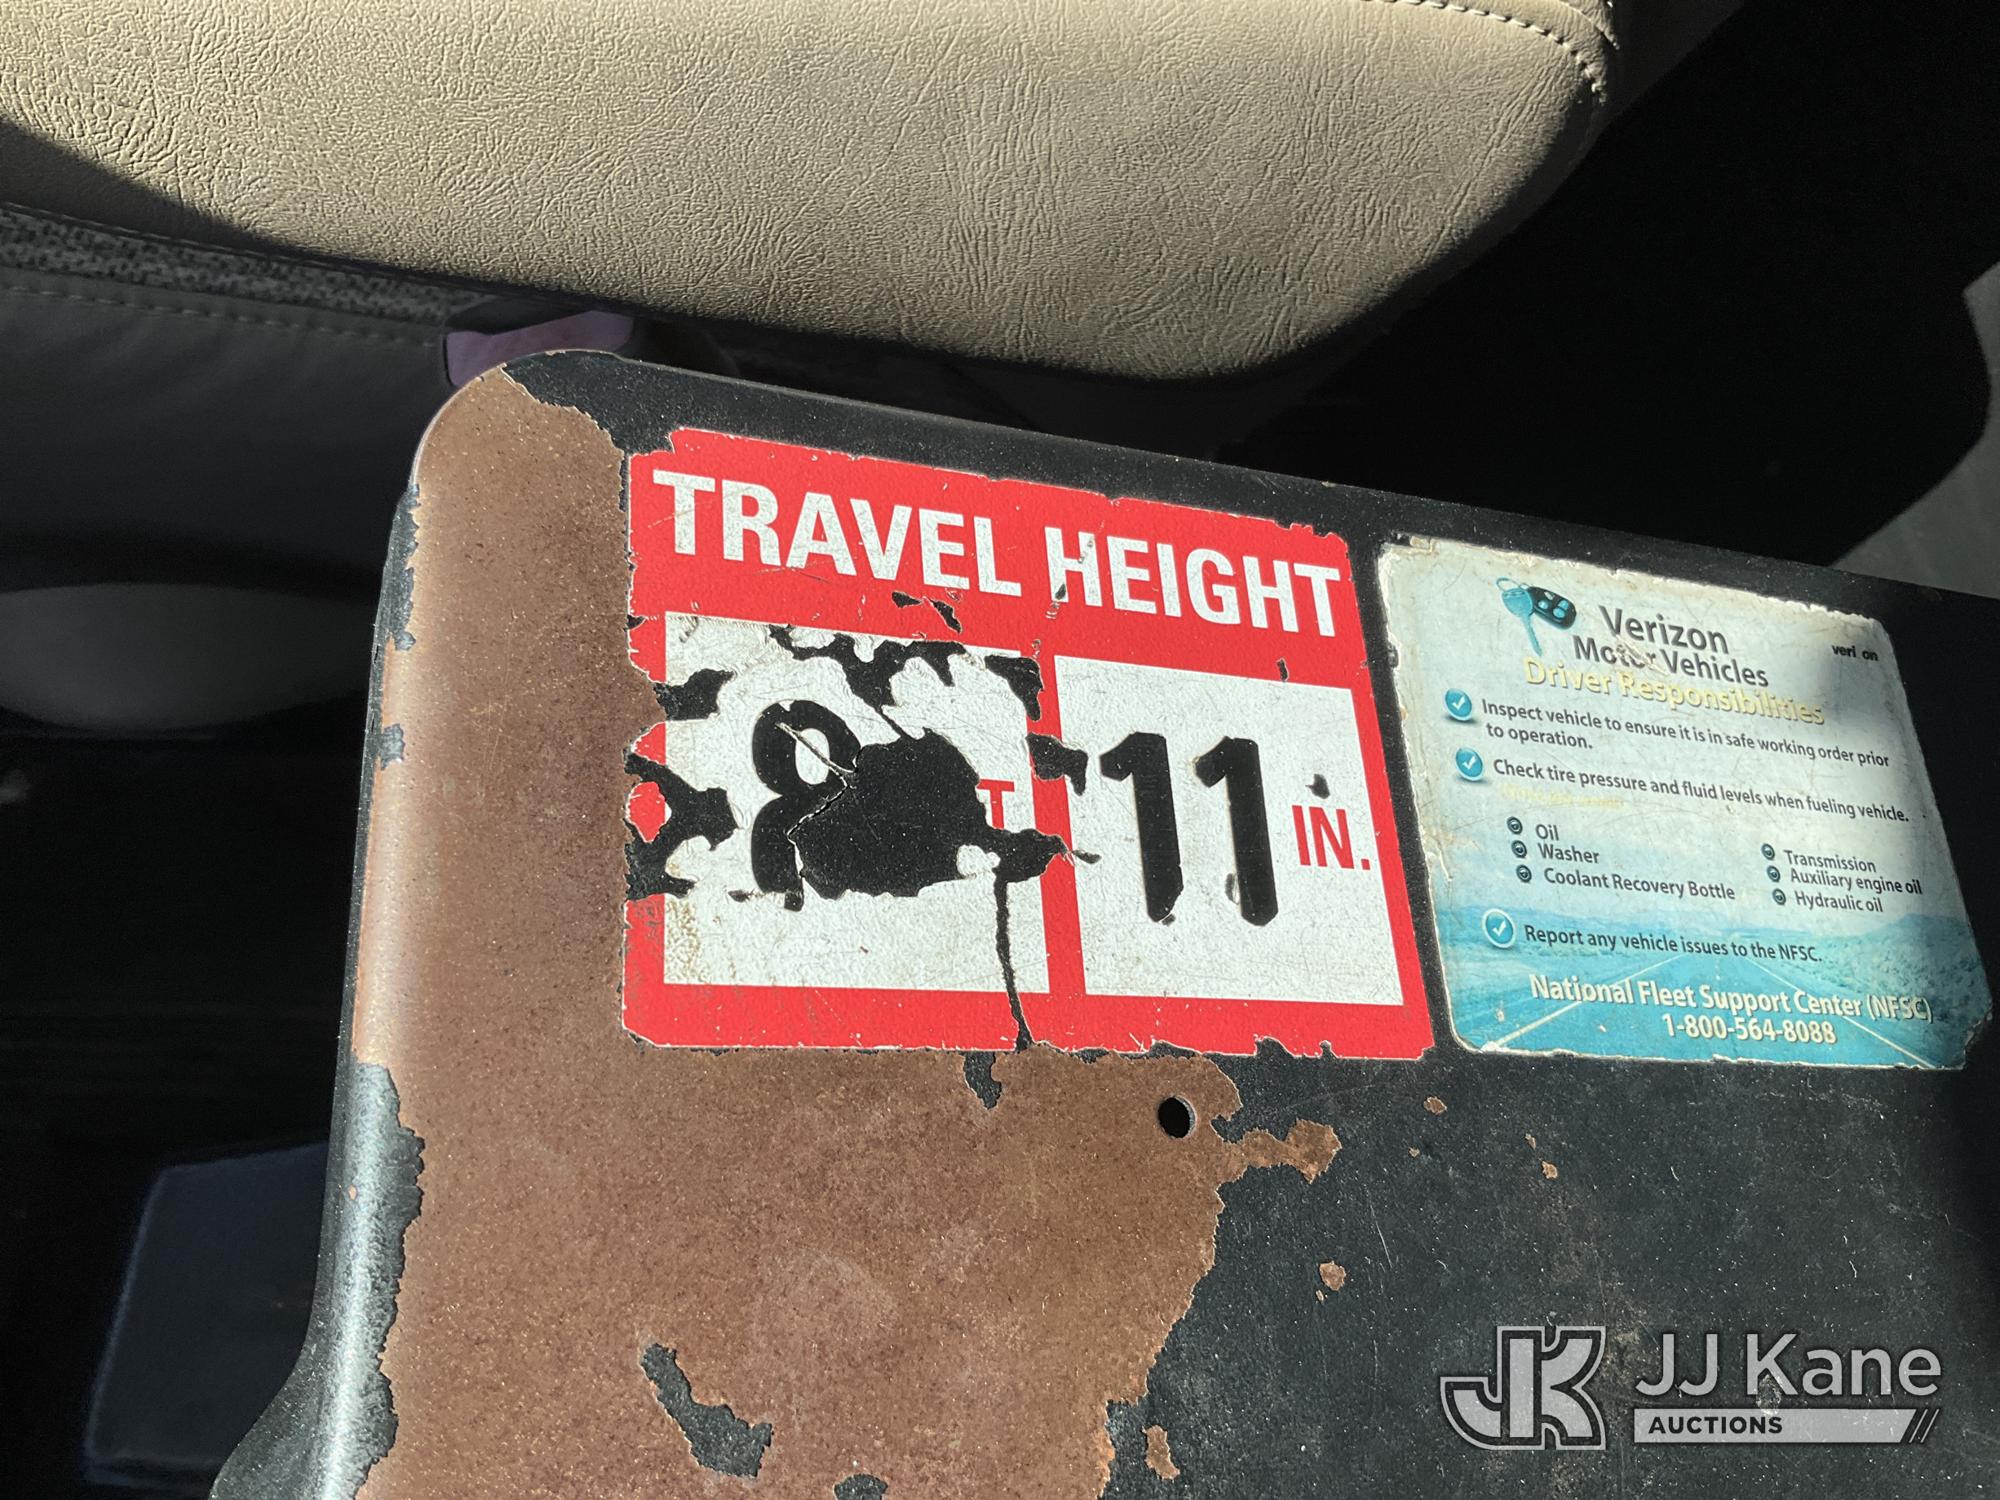 TRAVEL HEIGHT
8 11 IN.
Verizon
Motor Vehicles
veri on
Driver Responsibilities
Inspect vehicle to ensure it is in safe working order prior
to operation.
Check tire pressure and fluid levels when fueling vehicle.
Oil
Washer
Coolant Recovery Bottle
Transmission
Auxiliary engine oil
Hydraulic oil
Report any vehicle issues to the NFSC.
National Fleet Support Center (NFSC)
1-800-564-8088
JK JJ Kane
AUCTIONS